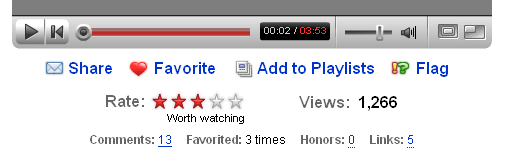 00:02 / 03:53
Share Favorite Add to Playlists Flag
Rate: Views: 1,266
Worth watching
Comments: 13 Favorited: 3 times Honors: 0 Links: 5